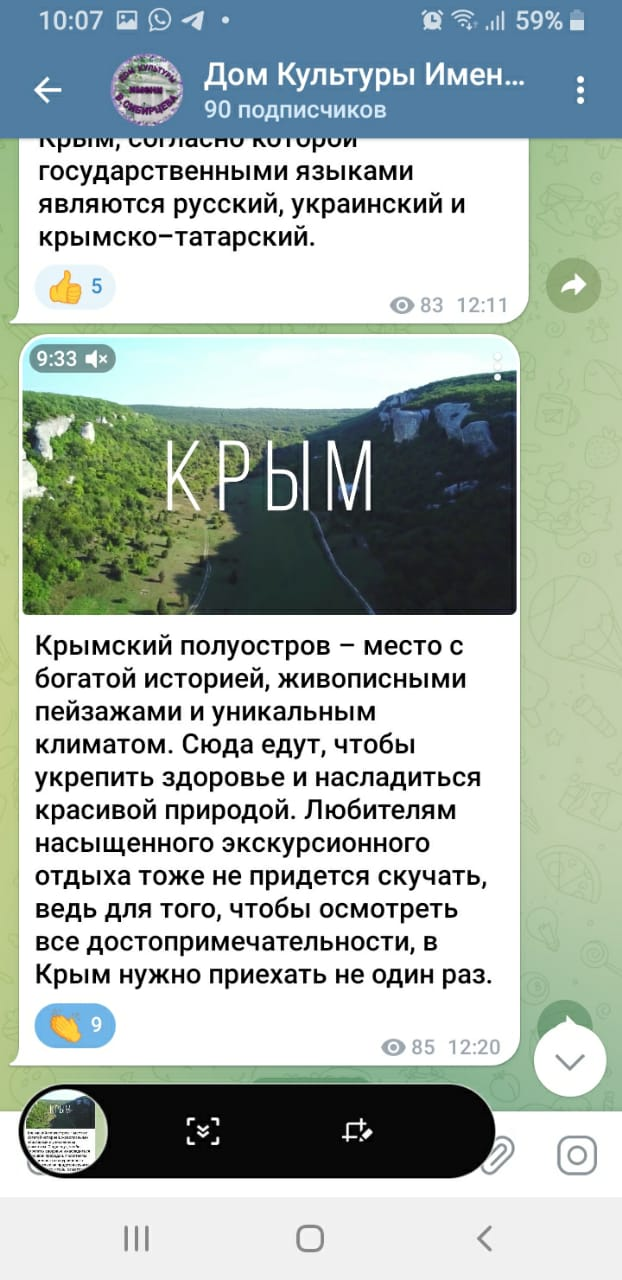 10:07
59%
Дом Культуры Имен...
90 подписчиков
Крым, согласно которой
государственными языками
являются русский, украинский и
крымско-татарский.
5
83 12:11
9:33
КРЫМ
Крымский полуостров – место с
богатой историей, живописными
пейзажами и уникальным
климатом. Сюда едут, чтобы
укрепить здоровье и насладиться
красивой природой. Любителям
насыщенного экскурсионного
отдыха тоже не придется скучать,
ведь для того, чтобы осмотреть
все достопримечательности, в
Крым нужно приехать не один раз.
9
85 12:20